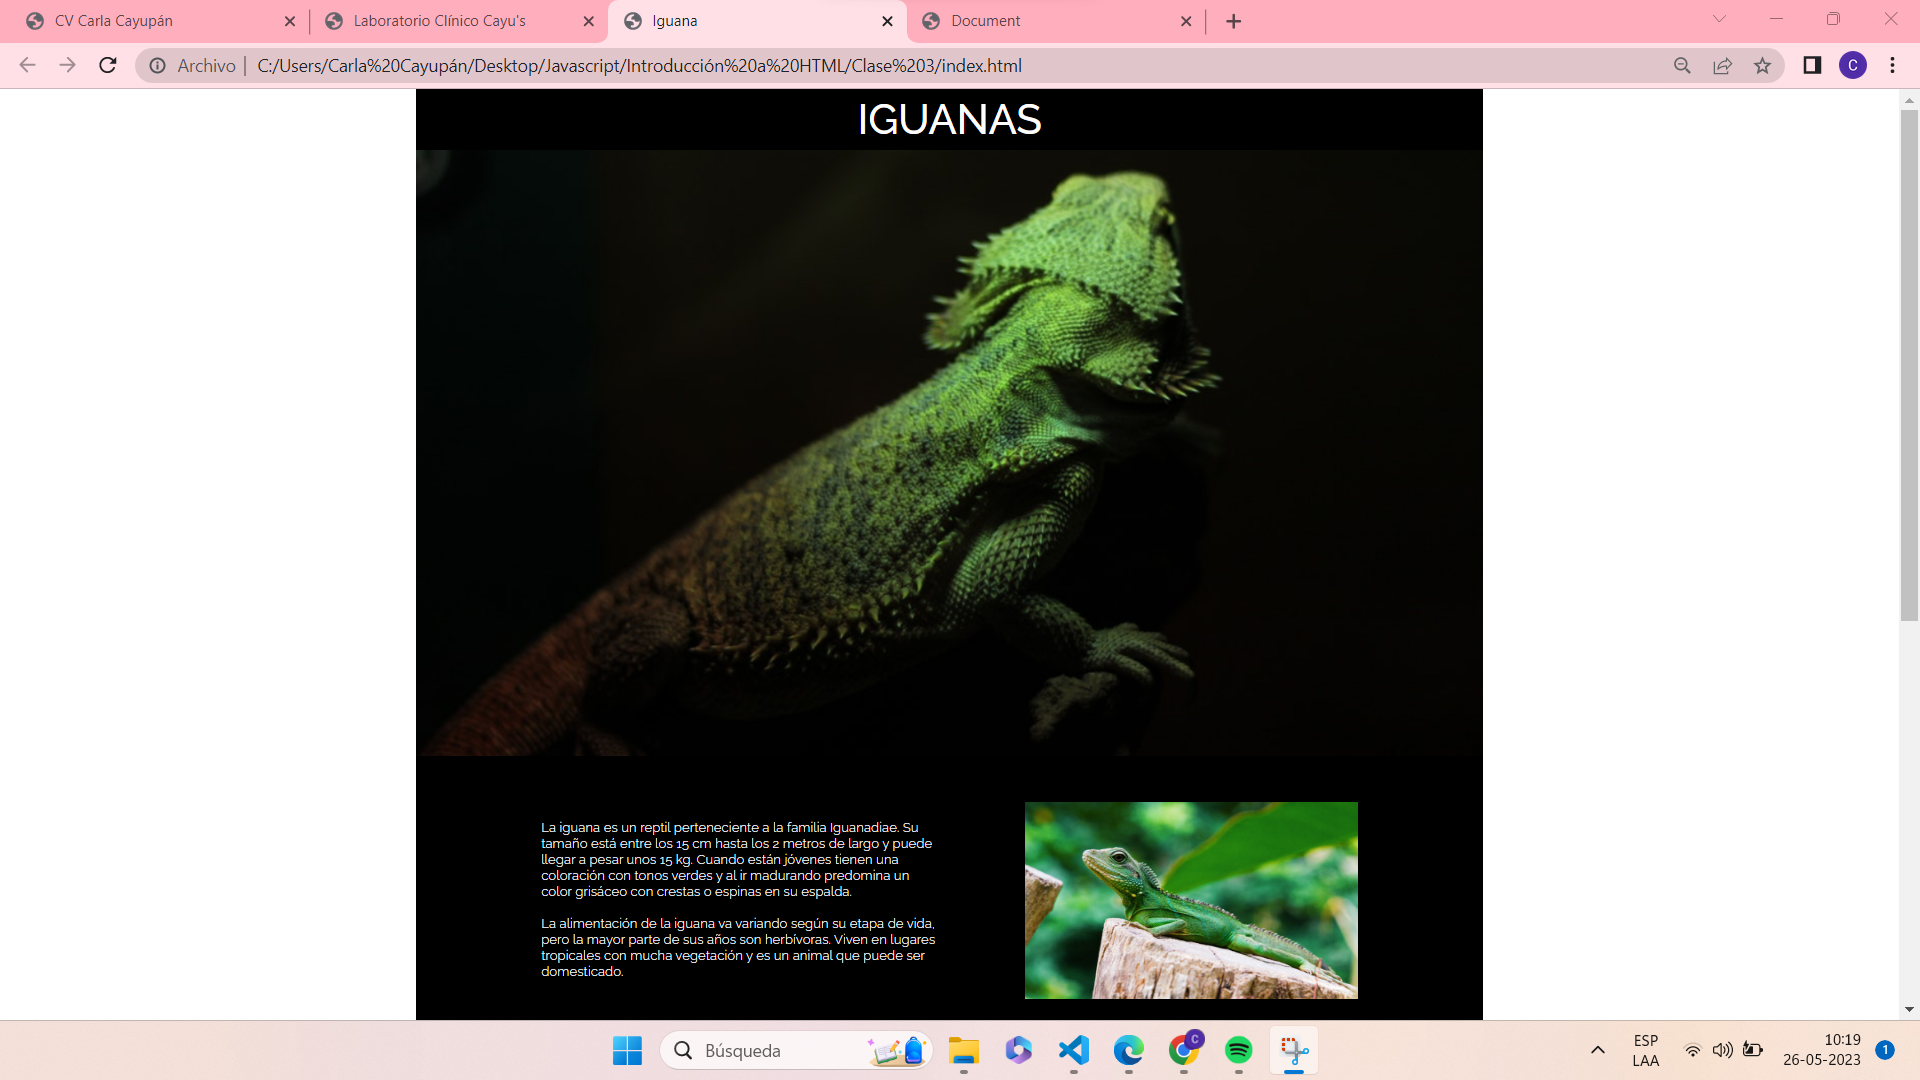 CV Carla Cayupán
Laboratorio Clínico Cayu's
Iguana
Document
Archivo
C:/Users/Carla%20Cayupán/Desktop/Javascript/Introducción%20a%20HTML/Clase%203/index.html
C
IGUANAS
La iguana es un reptil perteneciente a la familia Iguanadiae. Su
tamaño está entre los 15 cm hasta los 2 metros de largo y puede
llegar a pesar unos 15 kg. Cuando están jóvenes tienen una
coloración con tonos verdes y al ir madurando predomina un
color grisáceo con crestas o espinas en su espalda.
La alimentación de la iguana va variando según su etapa de vida,
pero la mayor parte de sus años son herbívoras. Viven en lugares
tropicales con mucha vegetación y es un animal que puede ser
domesticado.
Búsqueda
C
ESP
LAA
10:19
26-05-2023
1